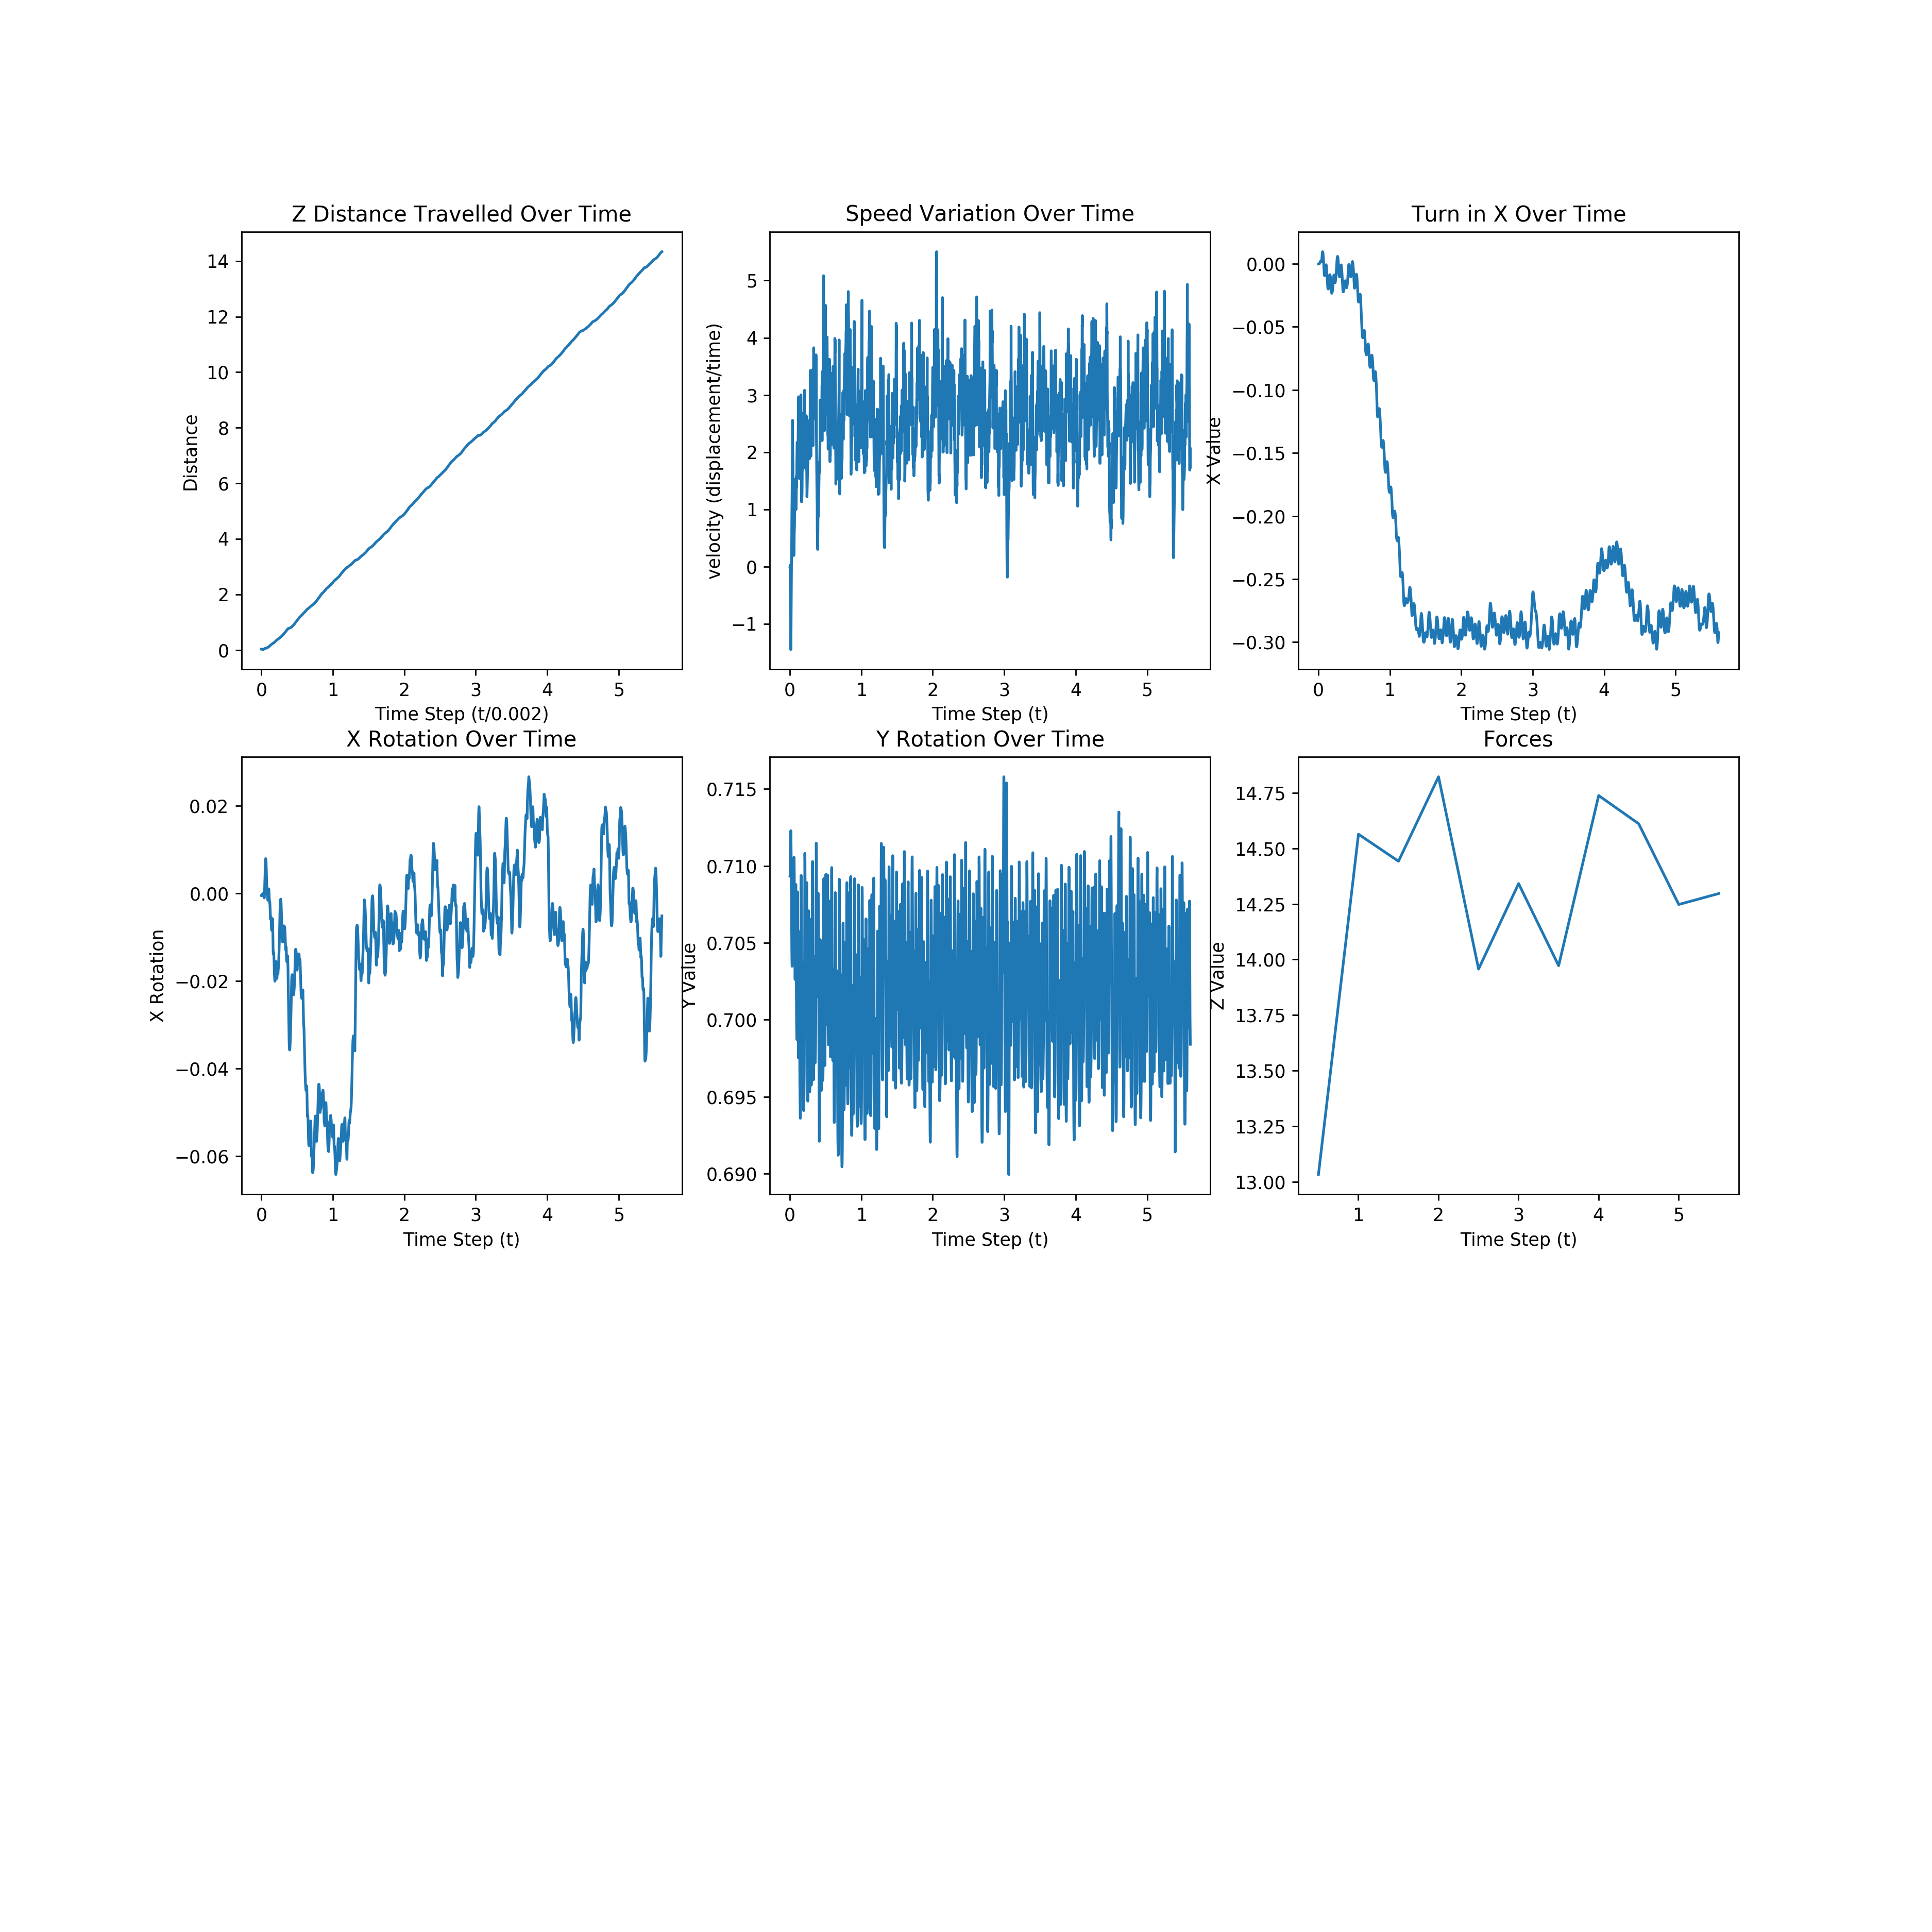 Z Distance Travelled Over Time
Distance
14
12
10
8
6
4
2
0
0 1 2 3 4 5
Time Step (t/0.002)
Speed Variation Over Time
velocity (displacement/time)
5
4
3
2
1
0
−1
0 1 2 3 4 5
Time Step (t)
Turn in X Over Time
X Value
0.00
−0.05
−0.10
−0.15
−0.20
−0.25
−0.30
0 1 2 3 4 5
Time Step (t)
X Rotation Over Time
X Rotation
0.02
0.00
−0.02
−0.04
−0.06
0 1 2 3 4 5
Time Step (t)
Y Rotation Over Time
Y Value
0.715
0.710
0.705
0.700
0.695
0.690
0 1 2 3 4 5
Time Step (t)
Forces
Z Value
14.75
14.50
14.25
14.00
13.75
13.50
13.25
13.00
1 2 3 4 5
Time Step (t)